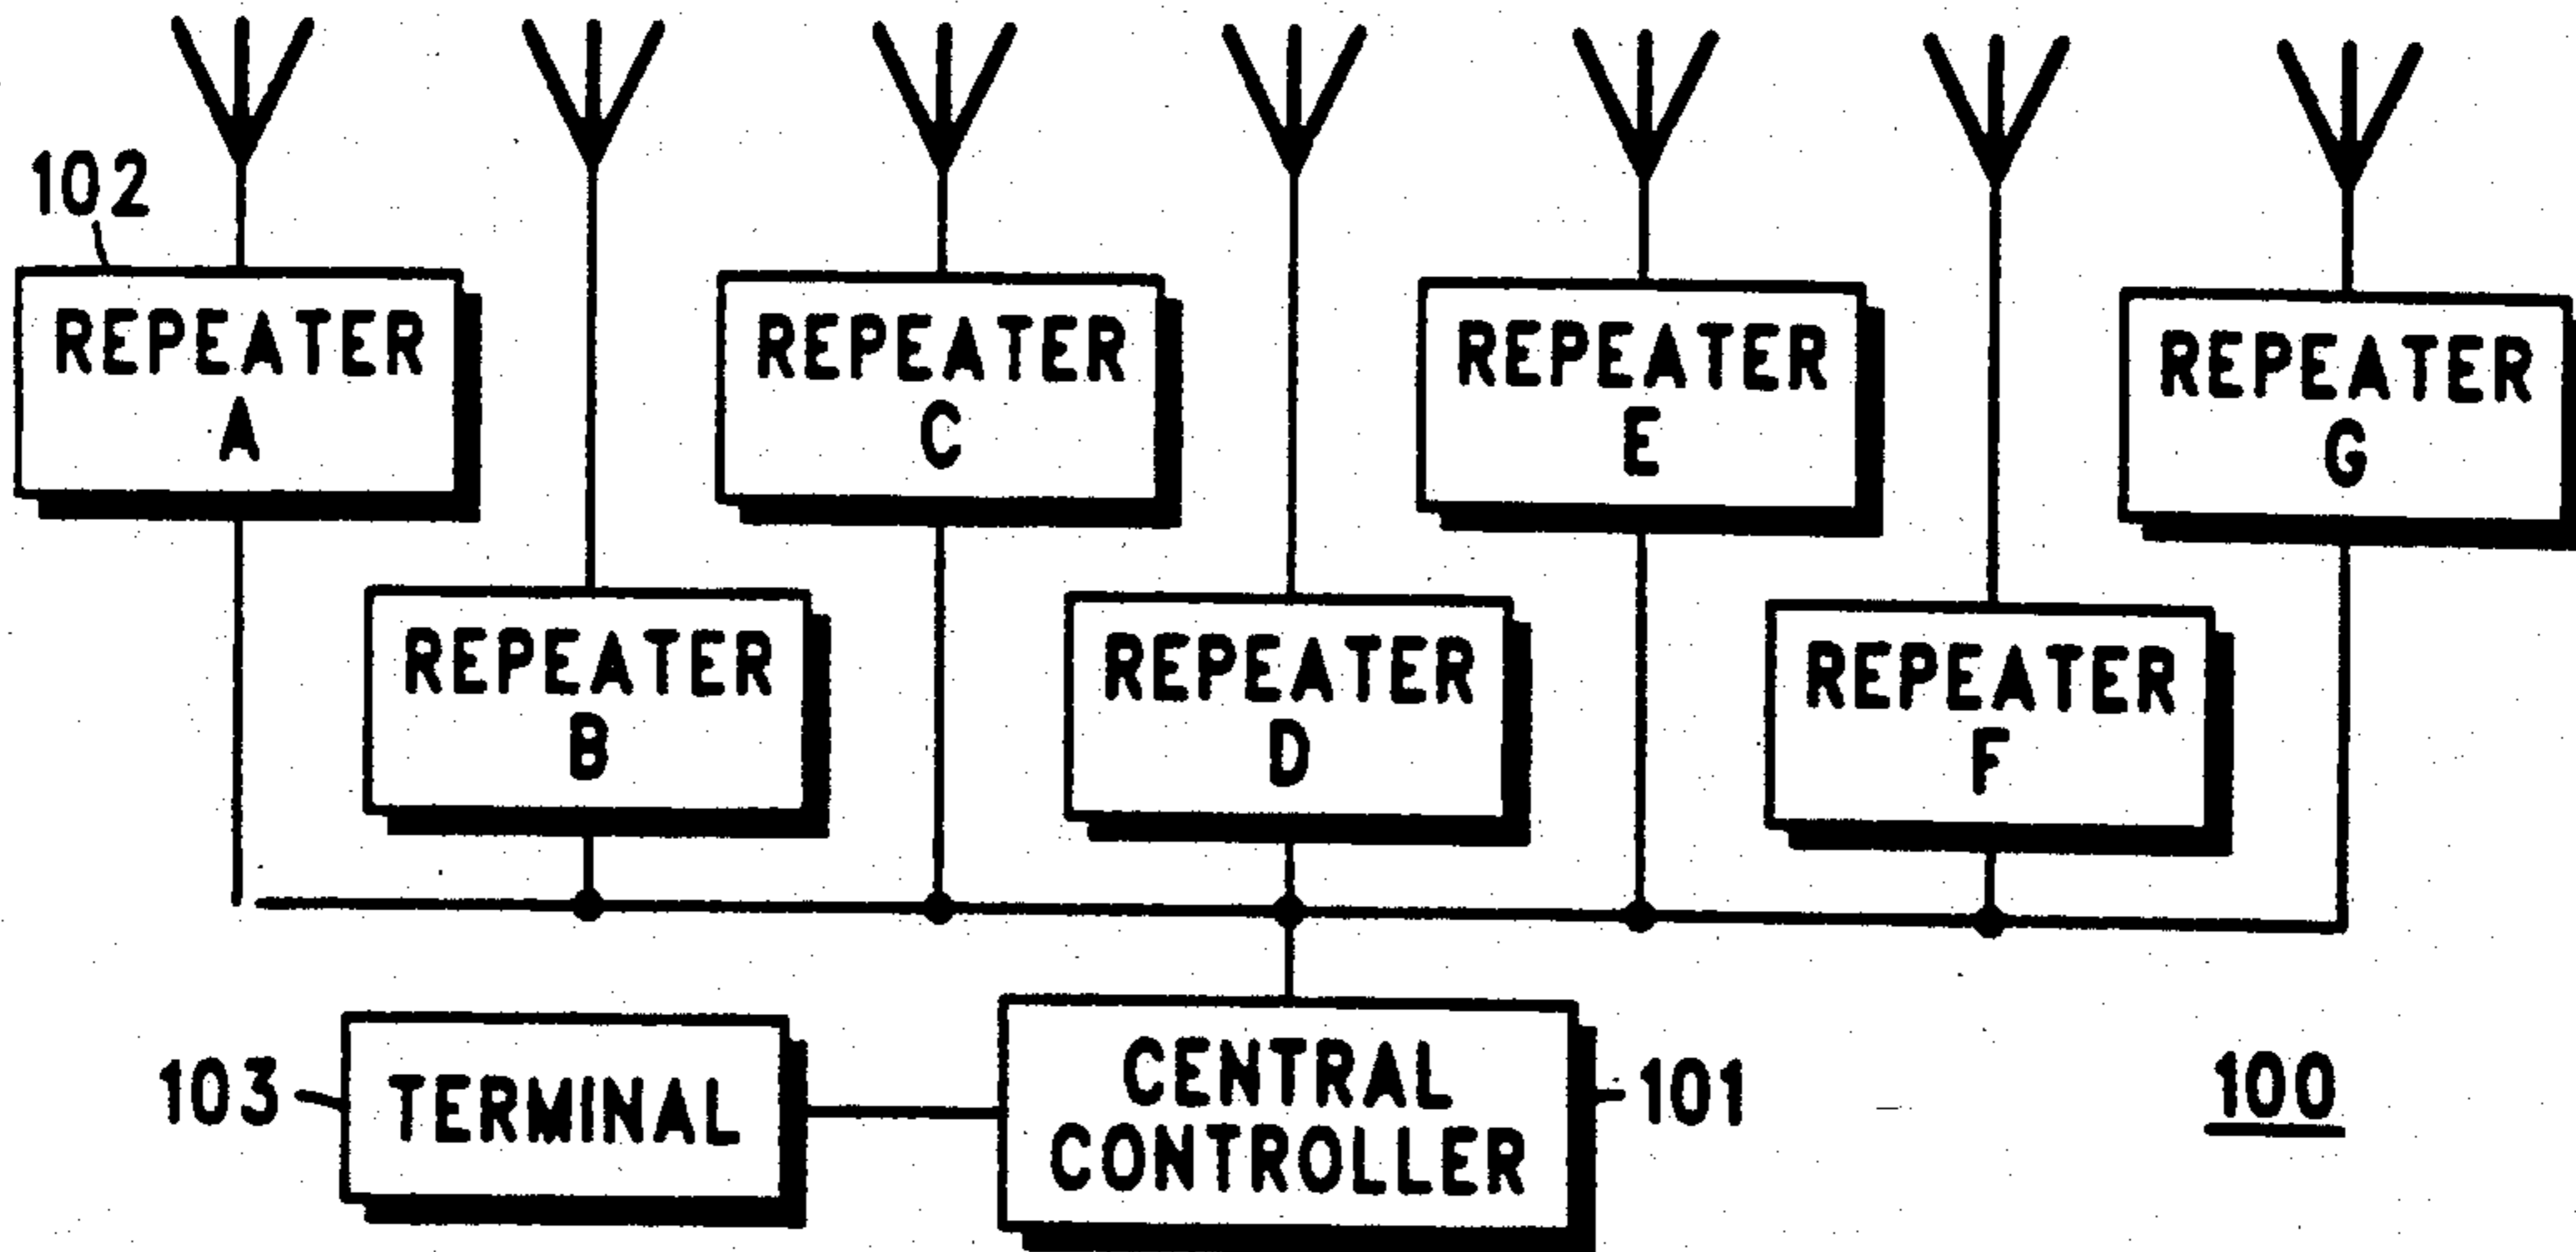 102
REPEATER
A
REPEATER
C
REPEATER
E
REPEATER
G
REPEATER
B
REPEATER
D
REPEATER
F
103
TERMINAL
CENTRAL
CONTROLLER
101
100